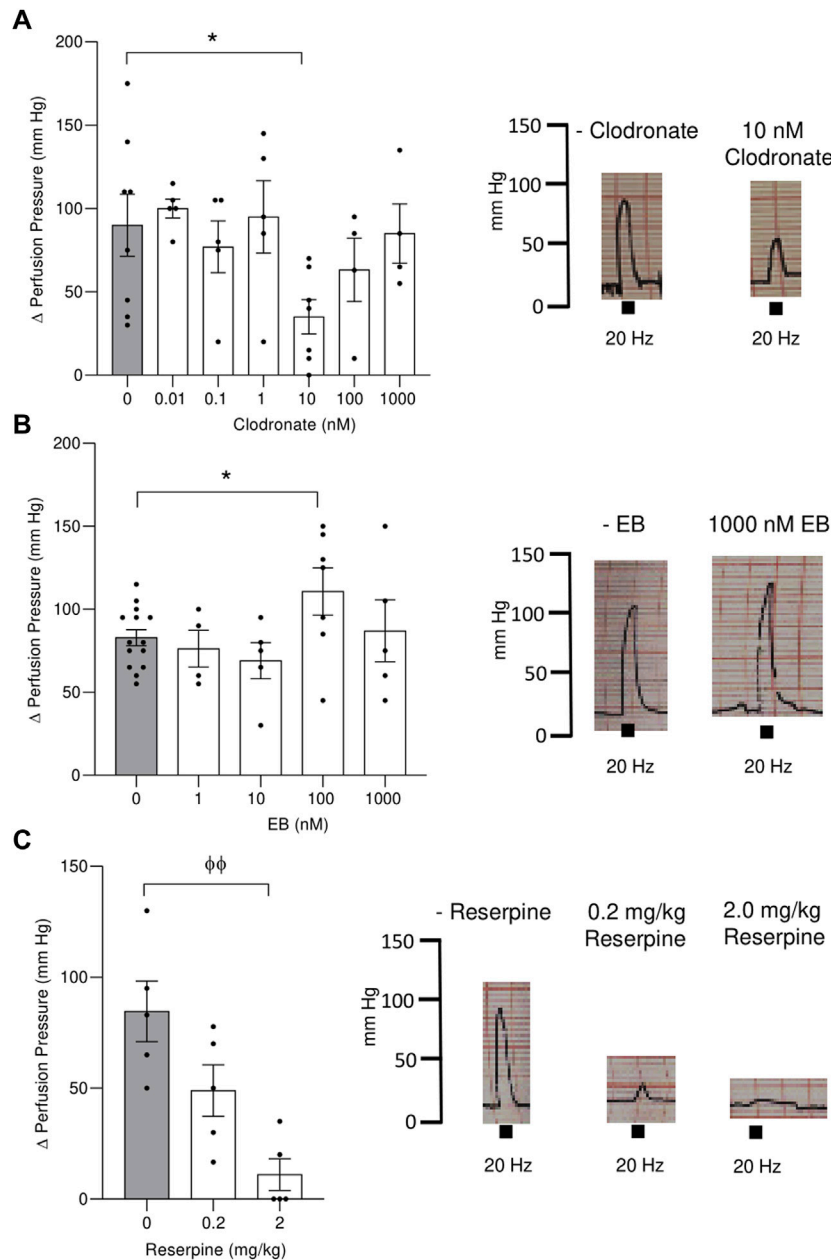 A
200
150
100
50
0
Δ Perfusion Pressure (mm Hg)
*
0 0.01 0.1 1 10 100 1000
Clodronate (nM)
150
100
50
0
mm Hg
- Clodronate
10 nM
Clodronate
20 Hz 20 Hz
B
200
150
100
50
0
Δ Perfusion Pressure (mm Hg)
*
0 1 10 100 1000
EB (nM)
150
100
50
0
mm Hg
- EB 1000 nM EB
20 Hz 20 Hz
C
150
100
50
0
Δ Perfusion Pressure (mm Hg)
ϕϕ
0 0.2 2
Reserpine (mg/kg)
150
100
50
0
mm Hg
- Reserpine
0.2 mg/kg
Reserpine
2.0 mg/kg
Reserpine
20 Hz 20 Hz 20 Hz